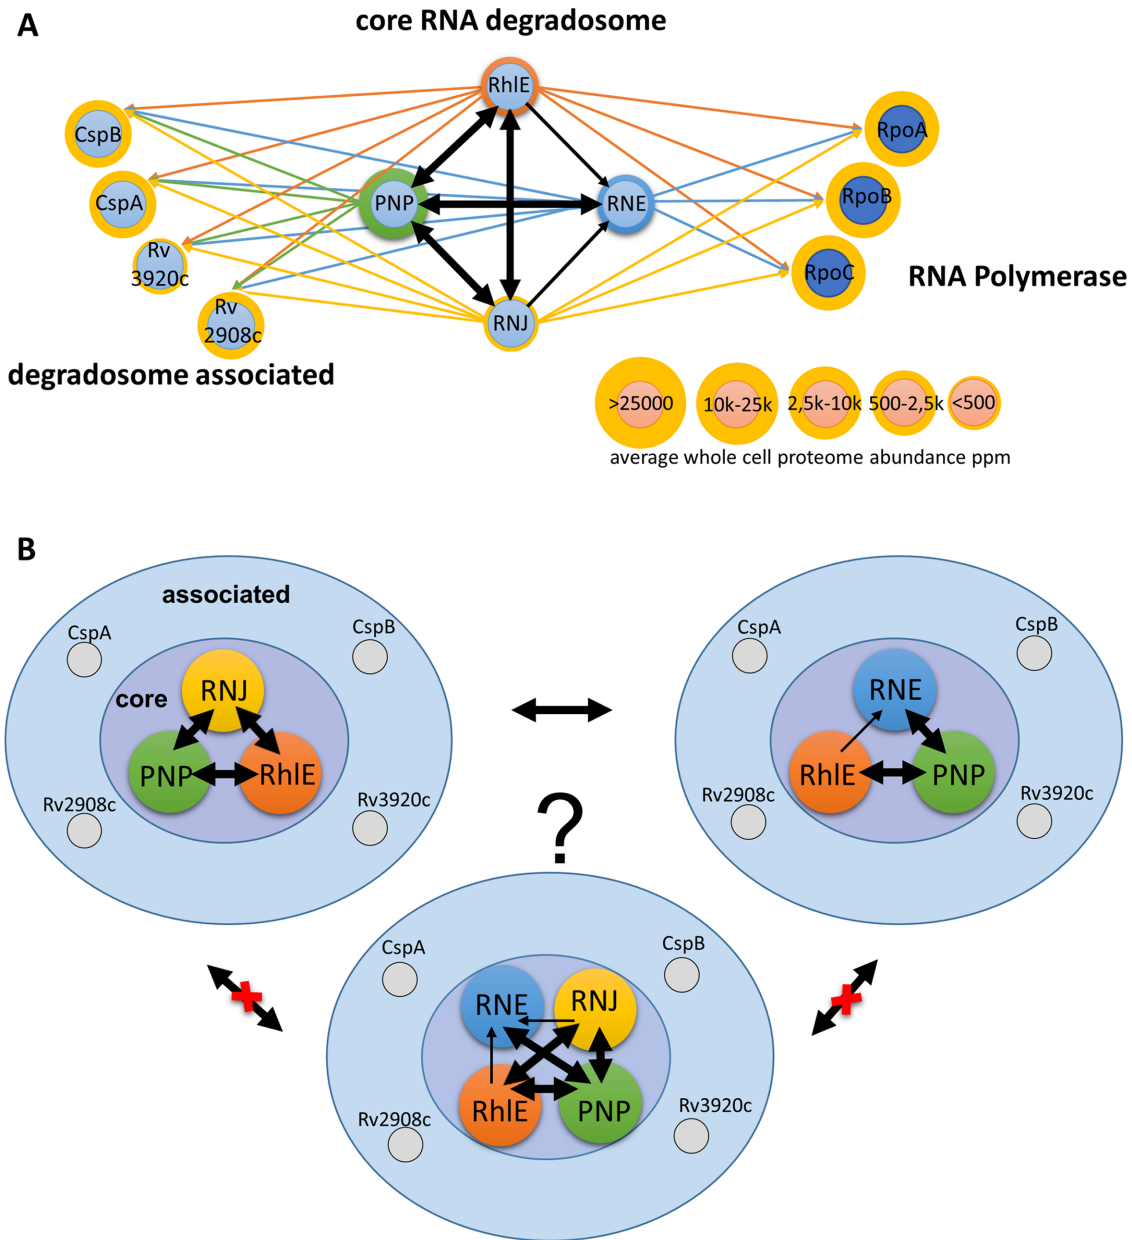 A
core RNA degradosome
RhlE
CspB
RpoA
CspA
PNP
RNE
RpoB
Rv
3920c
RpoC
RNA Polymerase
Rv
2908c
RNJ
degradosome associated
>25000 10k-25k 2,5k-10k 500-2,5k <500
average whole cell proteome abundance ppm
B
associated
CspA
CspB
core
RNJ
PNP
RhlE
Rv2908c
Rv3920c
CspA
CspB
RNE
RhlE
PNP
Rv2908c
Rv3920c
?
CspA
CspB
RNE
RNJ
RhlE
PNP
Rv2908c
Rv3920c